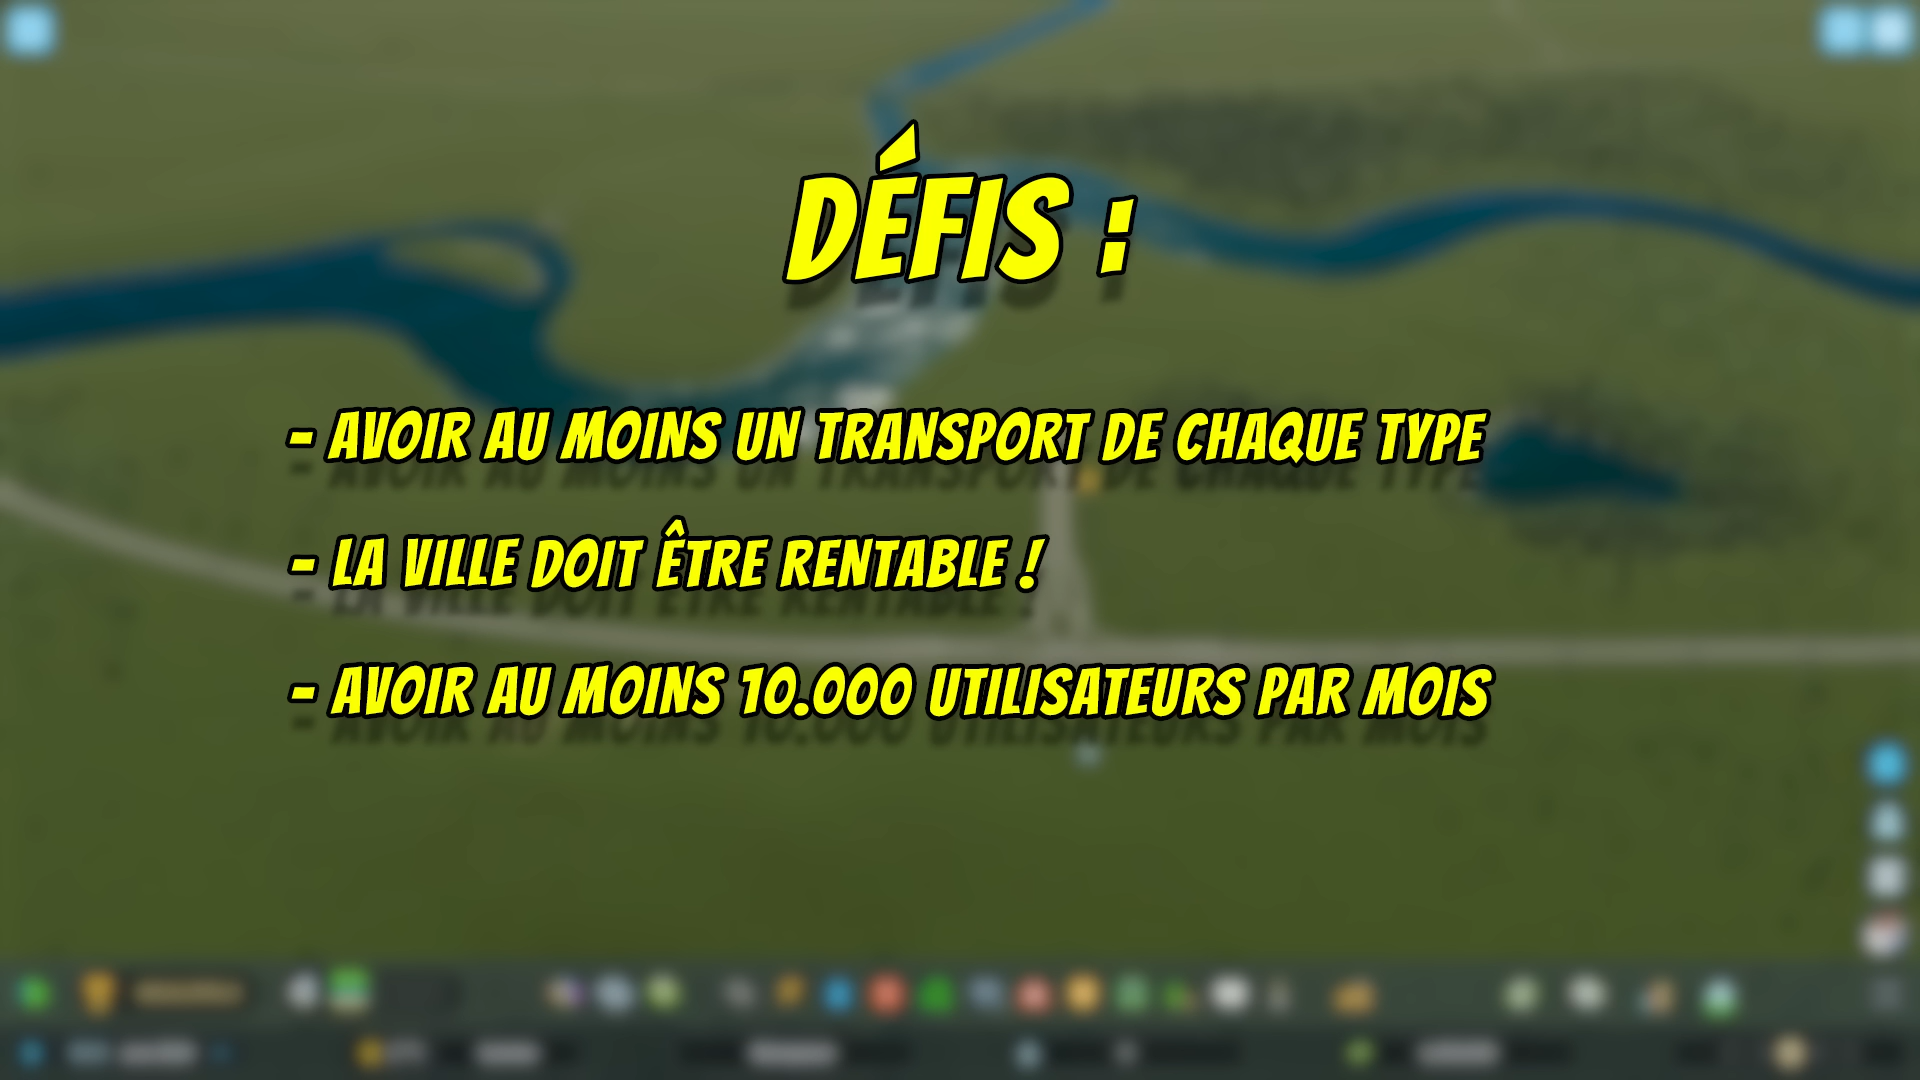 DÉFIS :
- AVOIR AU MOINS UN TRANSPORT DE CHAQUE TYPE
- LA VILLE DOIT ÊTRE RENTABLE !
- AVOIR AU MOINS 10.000 UTILISATEURS PAR MOIS